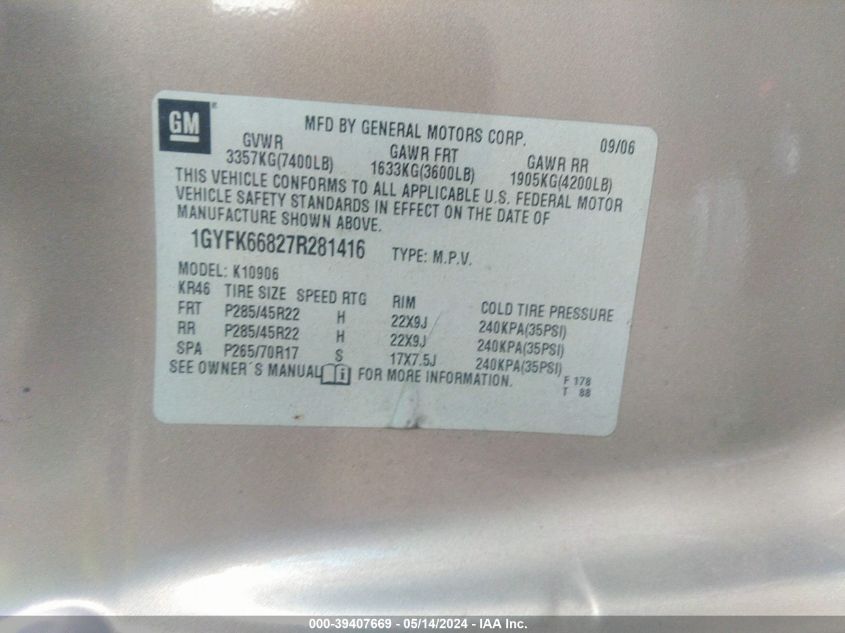 GM
MFD BY GENERAL MOTORS CORP. 09/06
GVWR GAWR FRT GAWR RR
3357KG(7400LB) 1633KG(3600LB) 1905KG(4200LB)
THIS VEHICLE CONFORMS TO ALL APPLICABLE U.S. FEDERAL MOTOR
VEHICLE SAFETY STANDARDS IN EFFECT ON THE DATE OF
MANUFACTURE SHOWN ABOVE.
1GYFK66827R281416 TYPE: M.P.V.
MODEL: K10906
KR46 TIRE SIZE SPEED RTG RIM COLD TIRE PRESSURE
FRT P285/45R22 H 22X9J 240KPA(35PSI)
RR P285/45R22 H 22X9J 240KPA(35PSI)
SPA P265/70R17 S 17X7.5J 240KPA(35PSI)
SEE OWNER'S MANUAL i FOR MORE INFORMATION. F 178
T 88
000-39407669 - 05/14/2024 - IAA Inc.